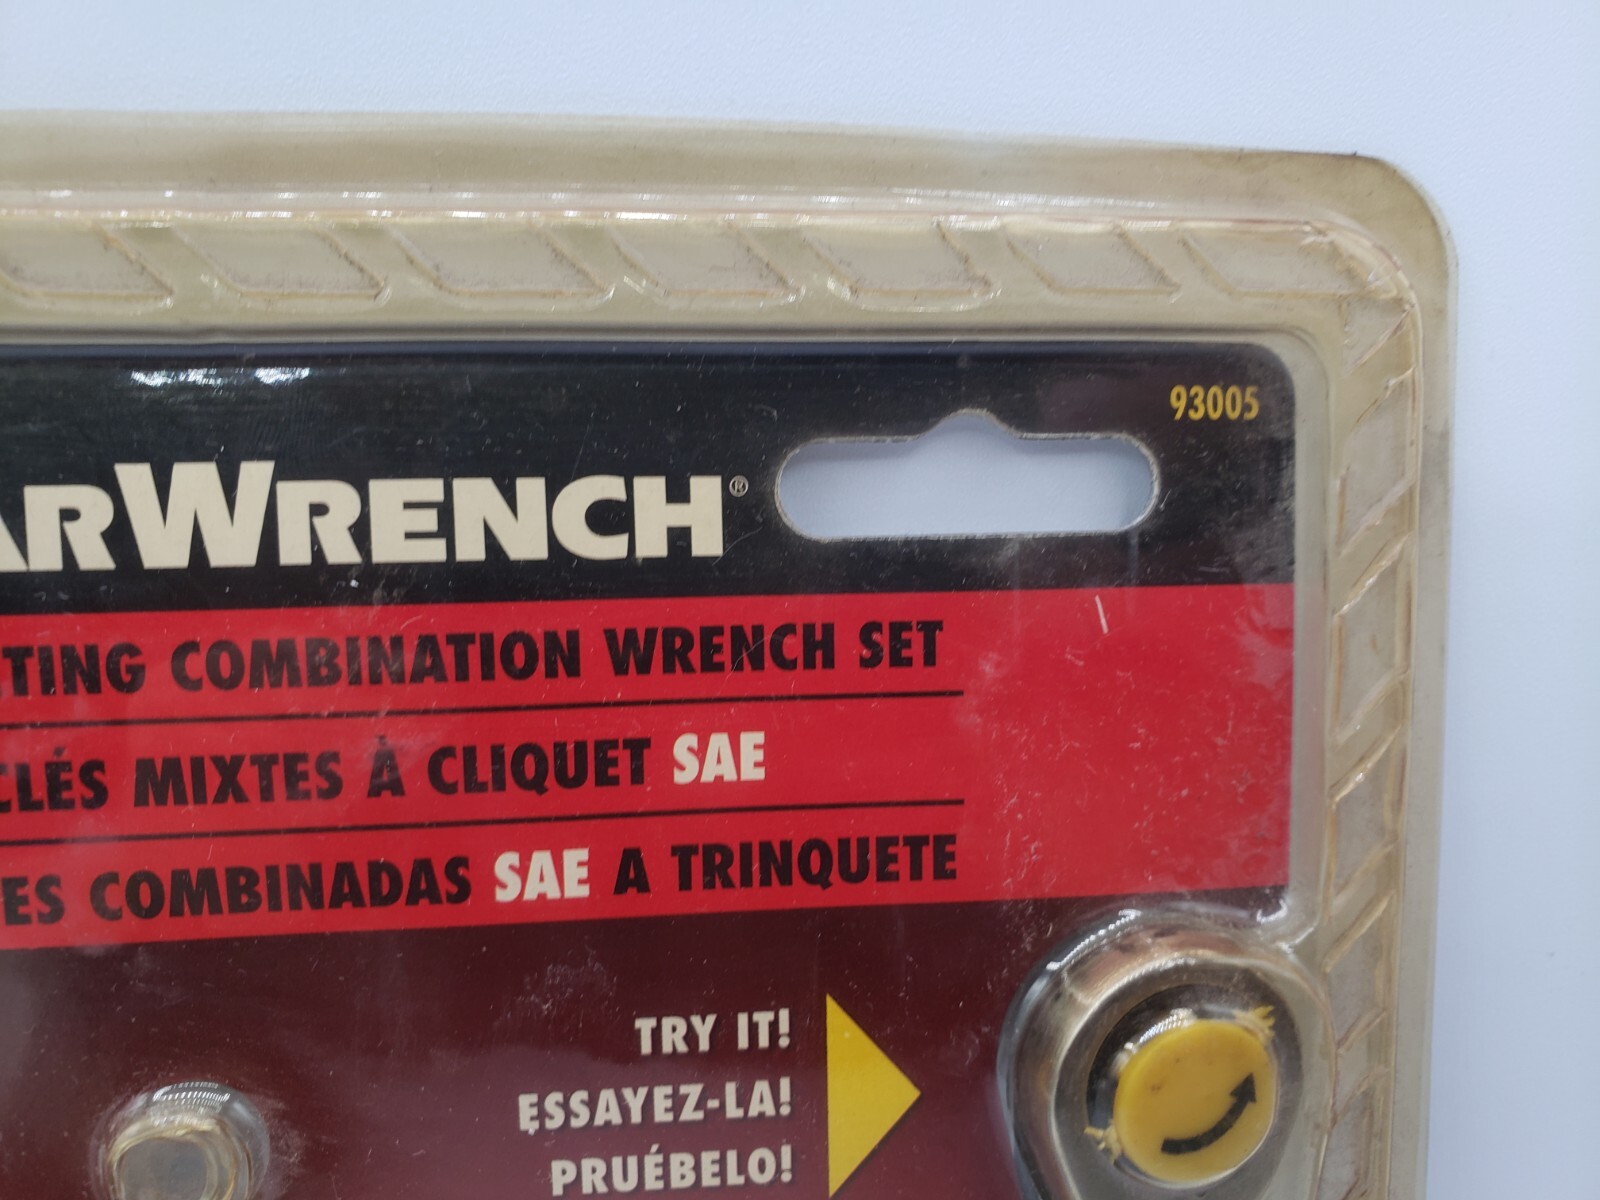 93005
ARWRENCH®
TING COMBINATION WRENCH SET
CLÉS MIXTES À CLIQUET SAE
ES COMBINADAS SAE A TRINQUETE
TRY IT!
ESSAYEZ-LA!
PRUÉBELO!